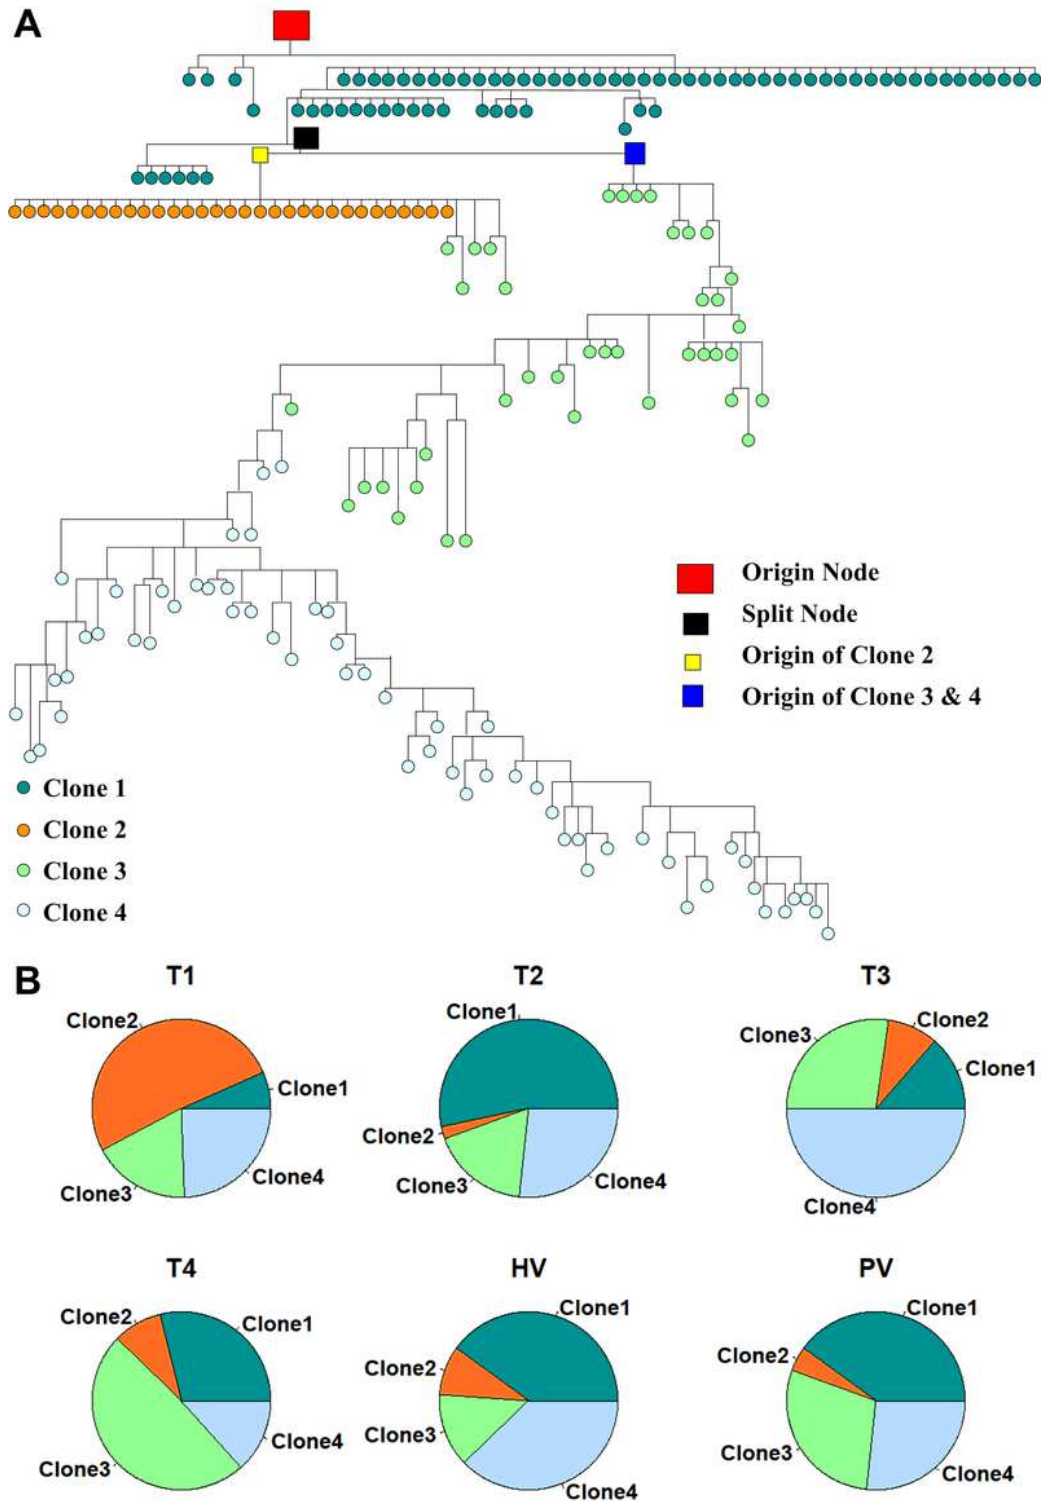 A
Origin Node
Split Node
Origin of Clone 2
Origin of Clone 3 & 4
Clone 1
Clone 2
Clone 3
Clone 4
B
T1
T2
T3
Clone2
Clone1
Clone3
Clone4
Clone1
Clone2
Clone3
Clone4
Clone3
Clone2
Clone1
Clone4
T4
HV
PV
Clone2
Clone1
Clone3
Clone4
Clone1
Clone2
Clone3
Clone4
Clone1
Clone2
Clone3
Clone4